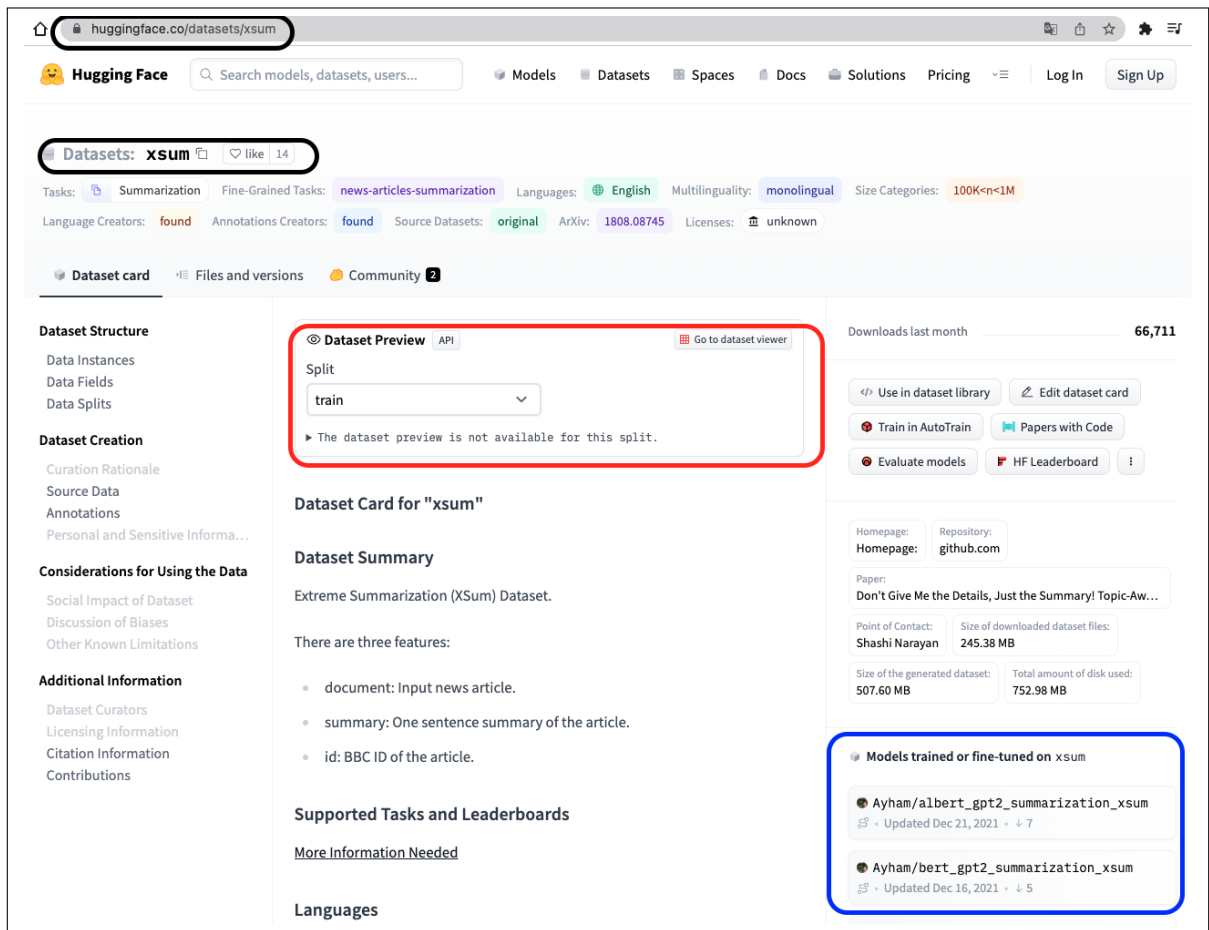 huggingface.co/datasets/xsum
Hugging Face
Search models, datasets, users...
Models
Datasets
Spaces
Docs
Solutions
Pricing
Log In
Sign Up
Datasets: xsum
like 14
Tasks: Summarization Fine-Grained Tasks: news-articles-summarization Languages: English Multilinguality: monolingual Size Categories: 100K<n<1M
Language Creators: found Annotations Creators: found Source Datasets: original ArXiv: 1808.08745 Licenses: unknown
Dataset card
Files and versions
Community 2
Dataset Structure
Data Instances
Data Fields
Data Splits
Dataset Creation
Curation Rationale
Source Data
Annotations
Personal and Sensitive Informa...
Considerations for Using the Data
Social Impact of Dataset
Discussion of Biases
Other Known Limitations
Additional Information
Dataset Curators
Licensing Information
Citation Information
Contributions
Dataset Preview API
Go to dataset viewer
Split
train
The dataset preview is not available for this split.
Dataset Card for "xsum"
Dataset Summary
Extreme Summarization (XSum) Dataset.
There are three features:
document: Input news article.
summary: One sentence summary of the article.
id: BBC ID of the article.
Supported Tasks and Leaderboards
More Information Needed
Languages
Downloads last month 66,711
Use in dataset library
Edit dataset card
Train in AutoTrain
Papers with Code
Evaluate models
HF Leaderboard
Homepage:
Homepage:
Repository:
github.com
Paper:
Don't Give Me the Details, Just the Summary! Topic-Aw...
Point of Contact:
Shashi Narayan
Size of downloaded dataset files:
245.38 MB
Size of the generated dataset:
507.60 MB
Total amount of disk used:
752.98 MB
Models trained or fine-tuned on xsum
Ayham/albert_gpt2_summarization_xsum
Updated Dec 21, 2021 • ↓ 7
Ayham/bert_gpt2_summarization_xsum
Updated Dec 16, 2021 • ↓ 5